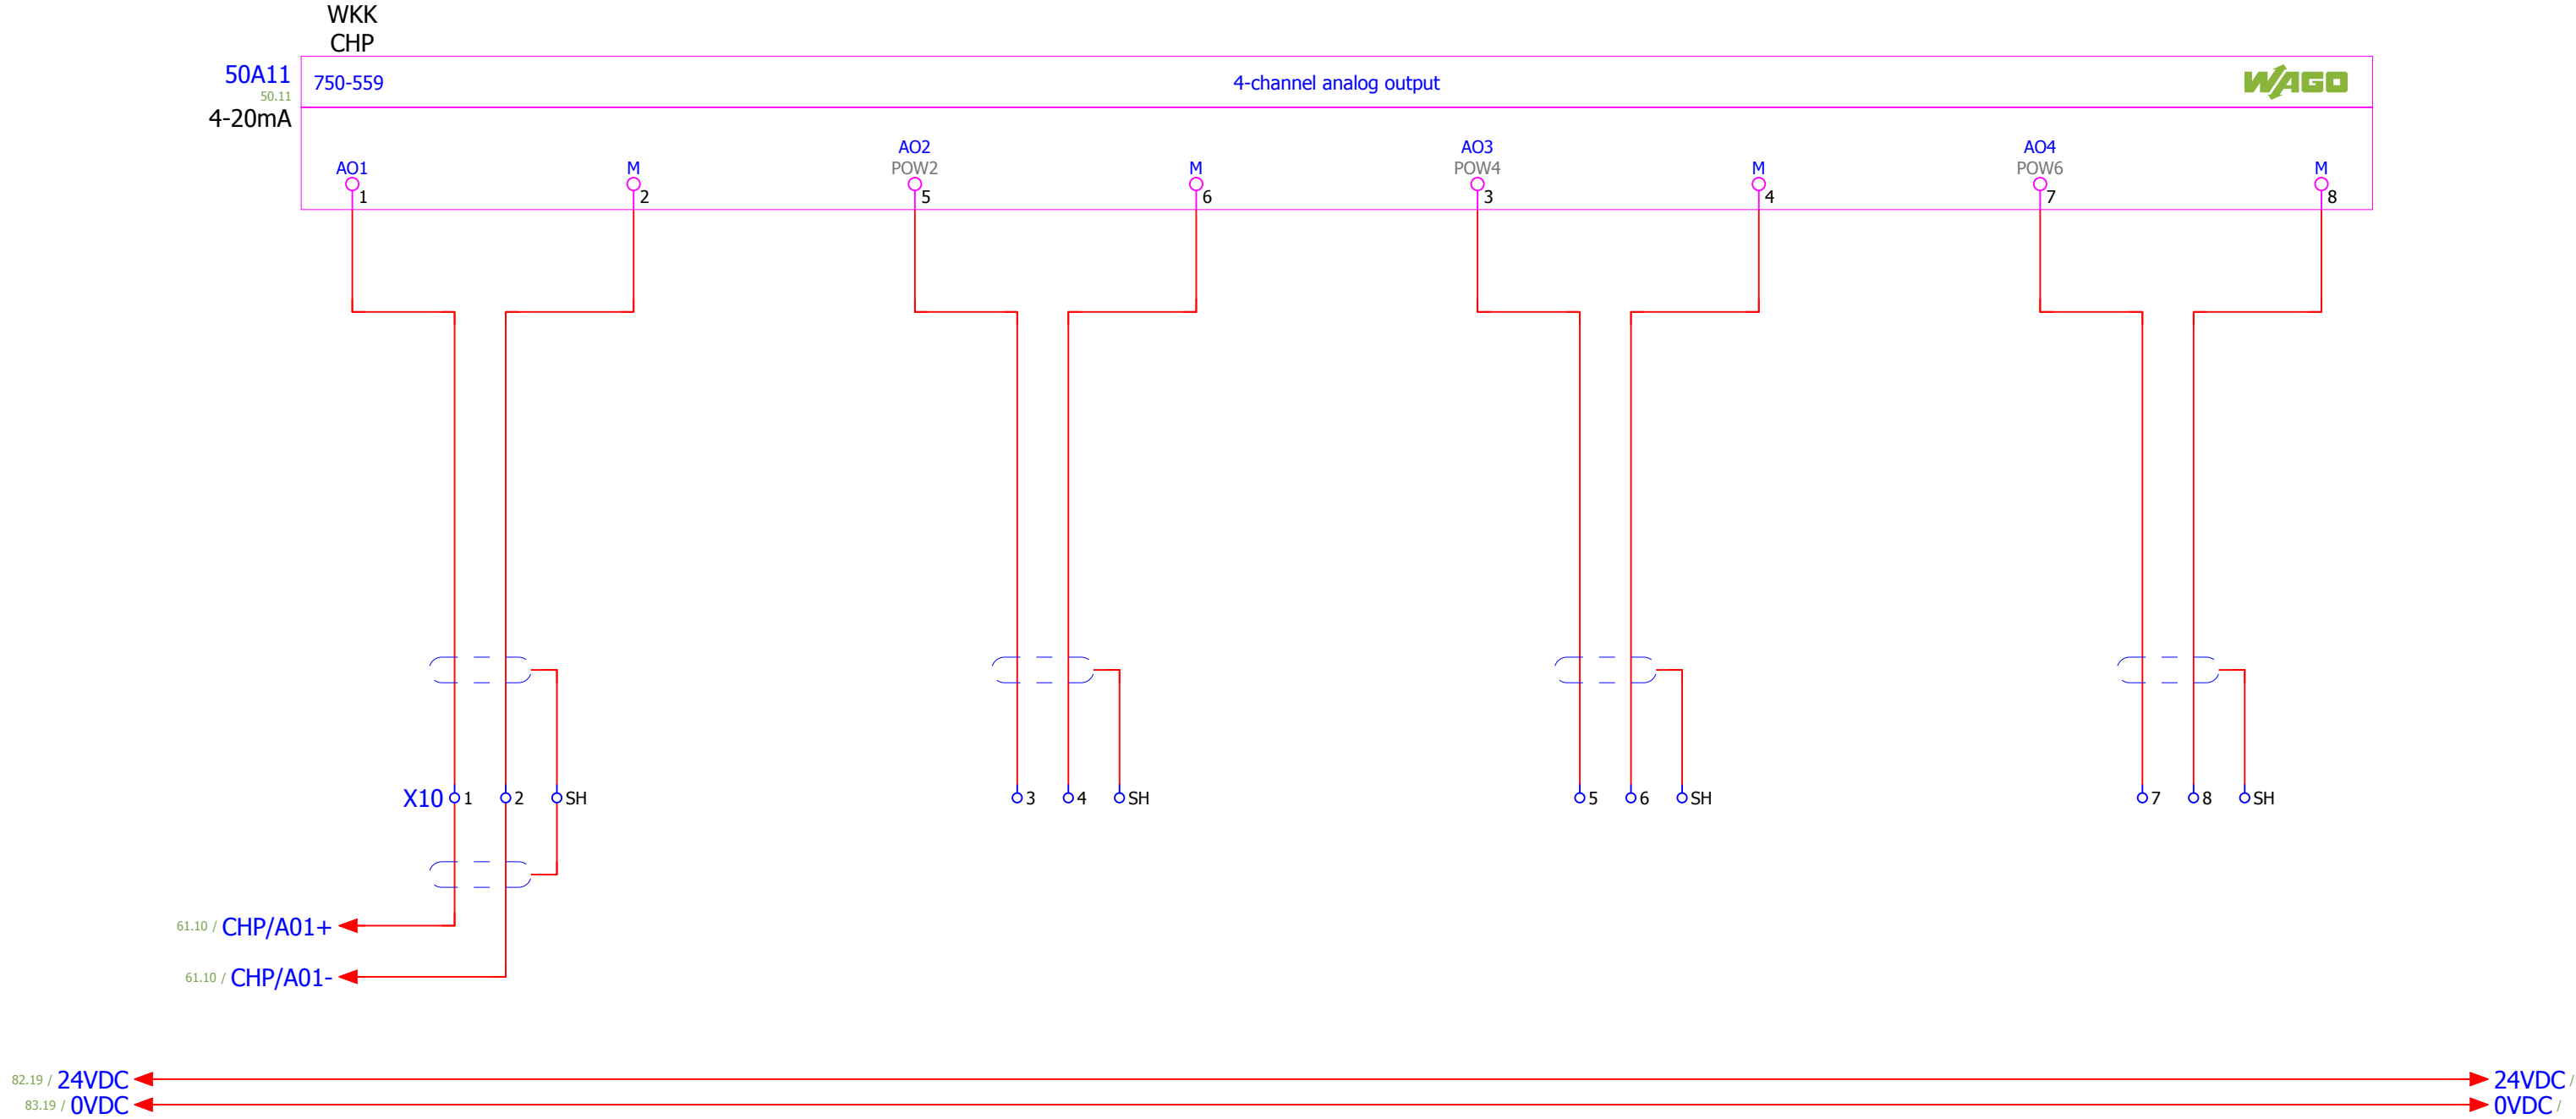 WKK
CHP
50A11
50.11
4-20mA
750-559
4-channel analog output
WAGO
AO1
1
M
2
AO2
POW2
5
M
6
AO3
POW4
3
M
4
AO4
POW6
7
M
8
X10 1 2 SH 3 4 SH 5 6 SH 7 8 SH
61.10 / CHP/A01+
61.10 / CHP/A01-
82.19 / 24VDC
24VDC /
83.19 / 0VDC
0VDC /